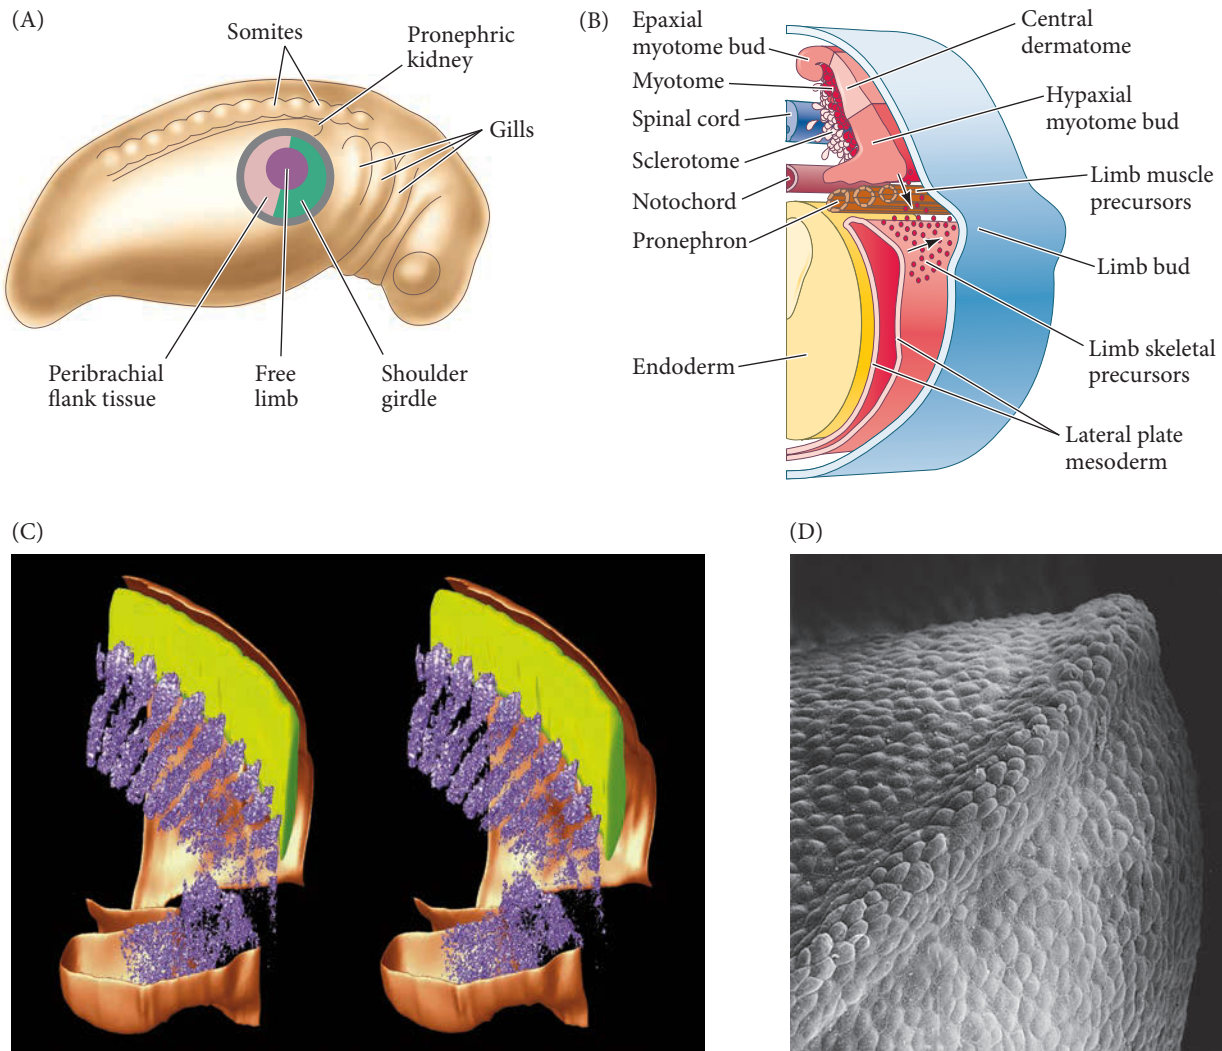 (A)
Somites
Pronephric
kidney
Gills
Peribrachial
flank tissue
Free
limb
Shoulder
girdle
(B)
Epaxial
myotome bud
Myotome
Spinal cord
Sclerotome
Notochord
Pronephron
Endoderm
Central
dermatome
Hypaxial
myotome bud
Limb muscle
precursors
Limb bud
Limb skeletal
precursors
Lateral plate
mesoderm
(C)
(D)